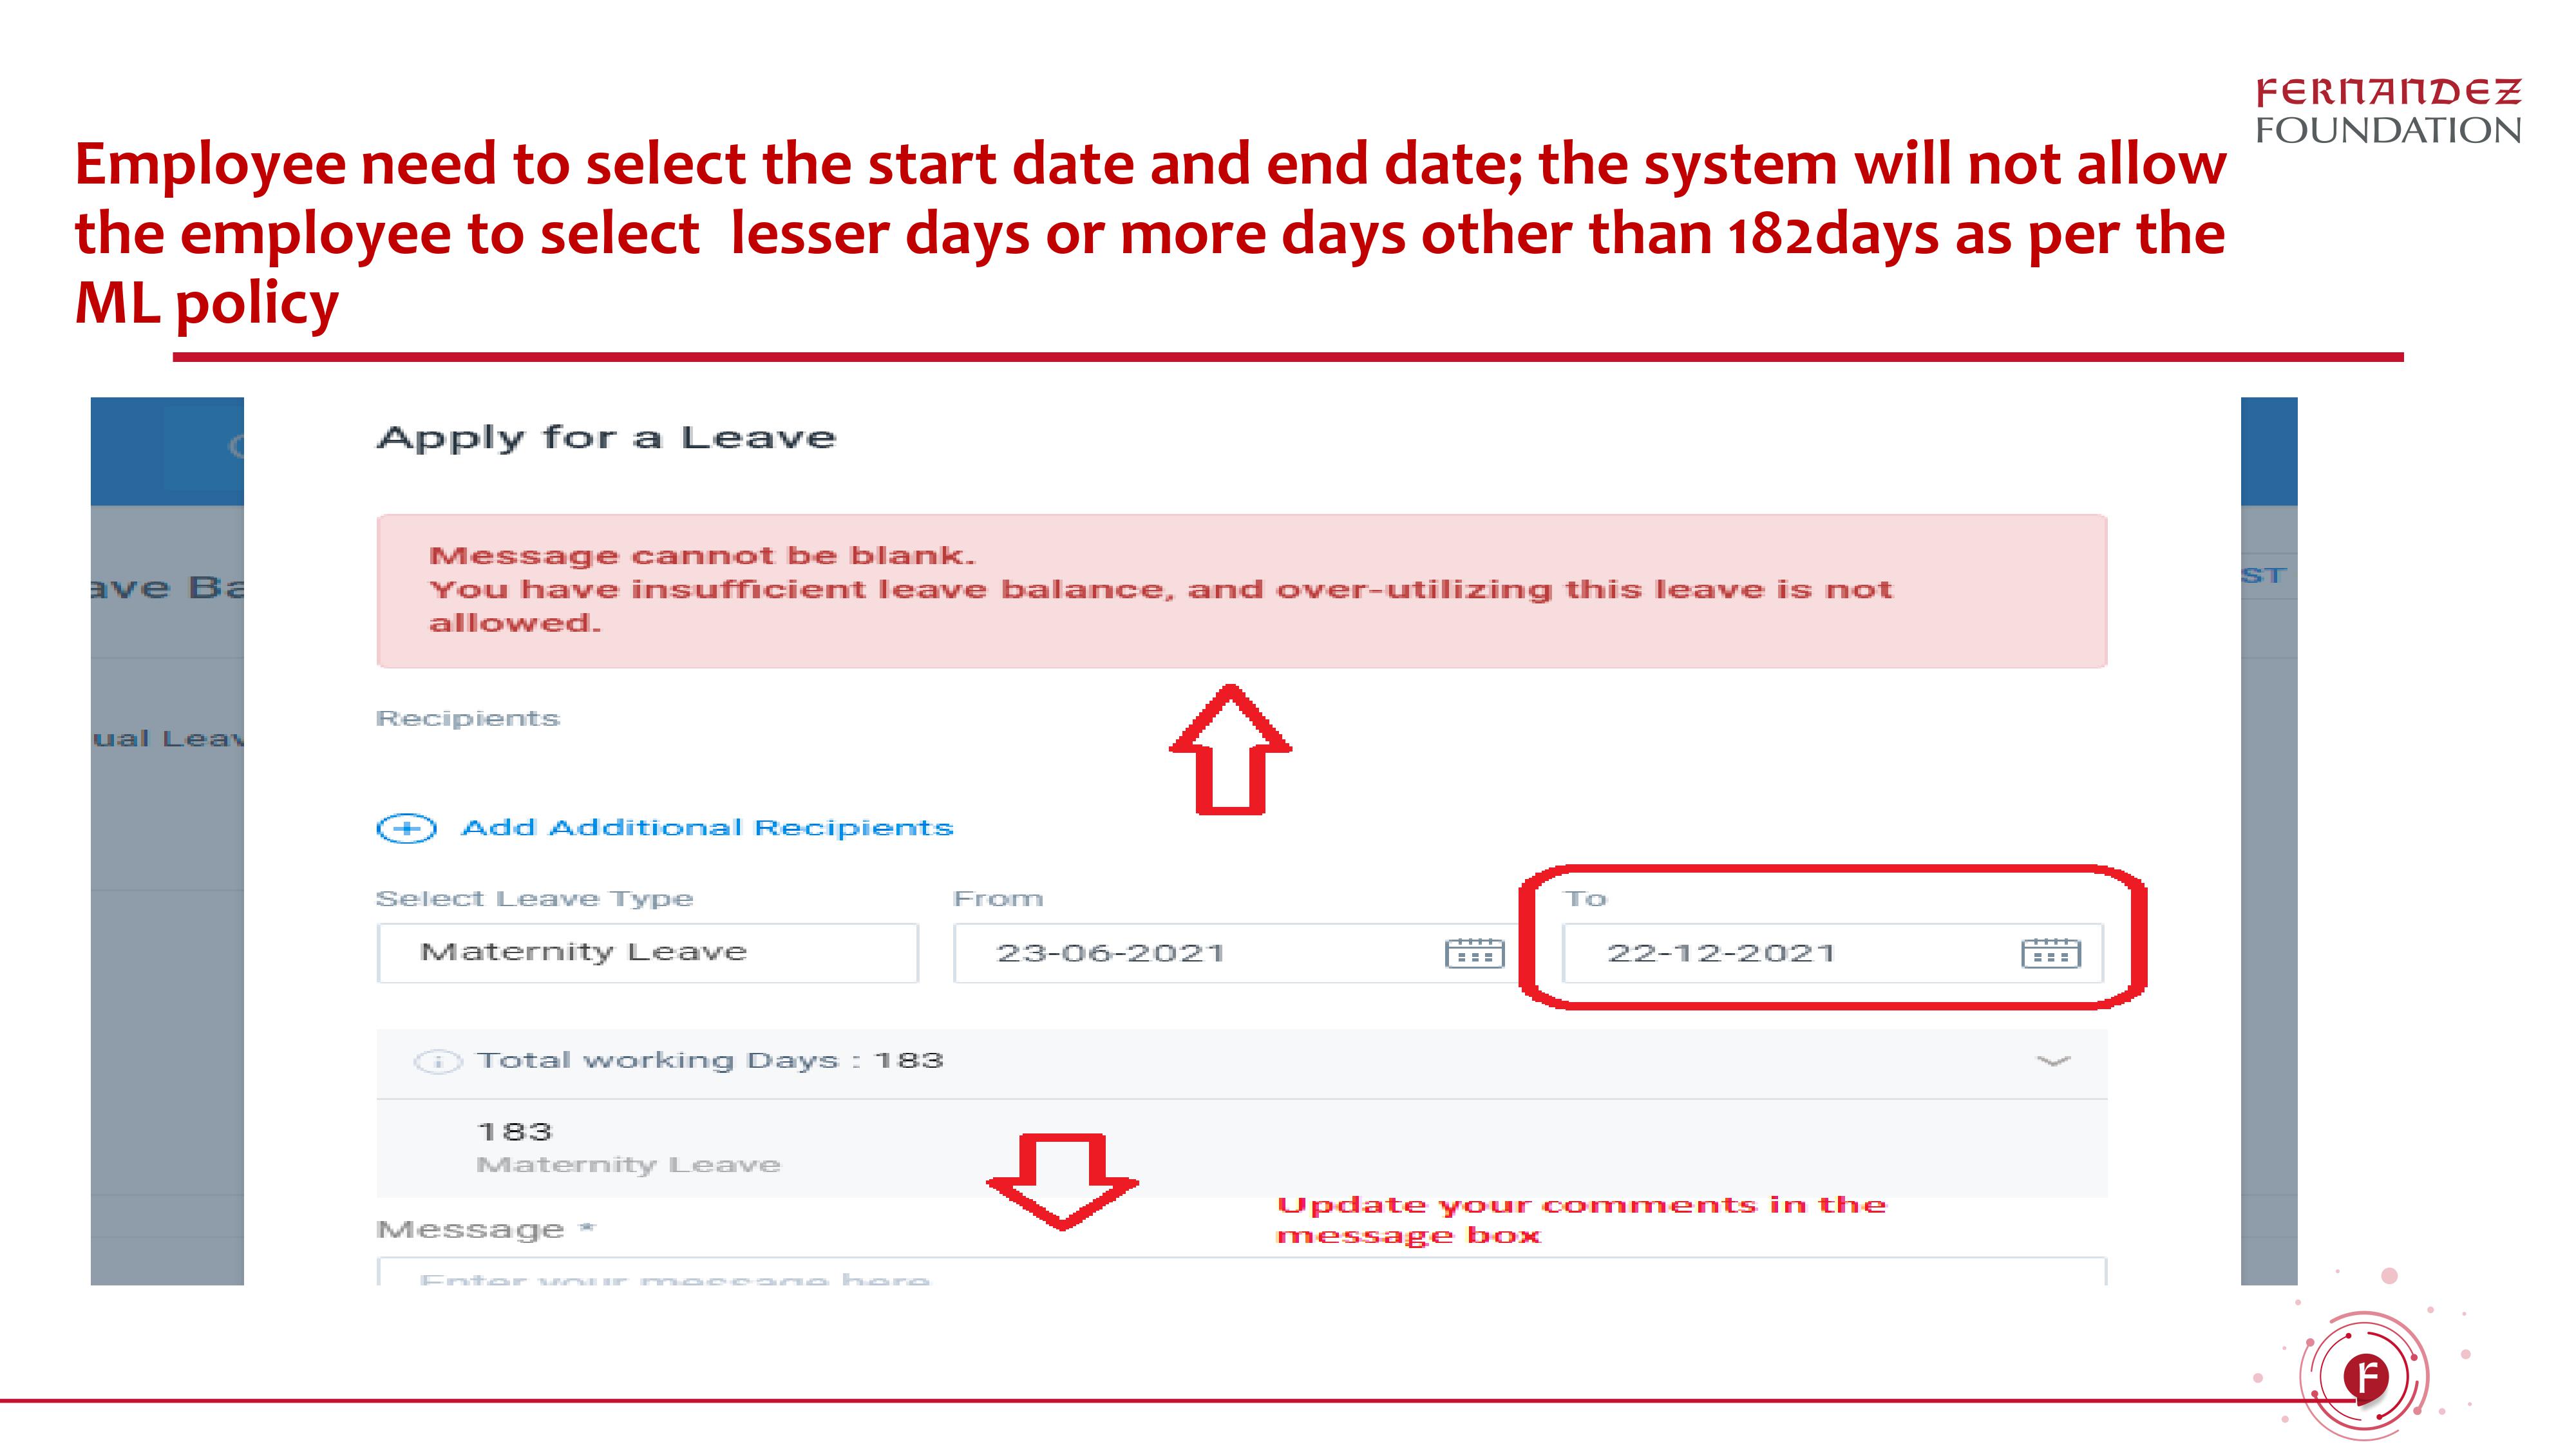 FERNANDEZ
FOUNDATION
Employee need to select the start date and end date; the system will not allow
the employee to select  lesser days or more days other than 182days as per the
ML policy
Apply for a Leave
Message cannot be blank.
You have insufficient leave balance, and over-utilizing this leave is not
allowed.
ave Ba
ST
Recipients
ual Leav
Add Additional Recipients
Select Leave Type From To
Maternity Leave 23-06-2021 22-12-2021
Total working Days : 183
183
Maternity Leave
Update your comments in the
message box
Message *
Enter your message here
F